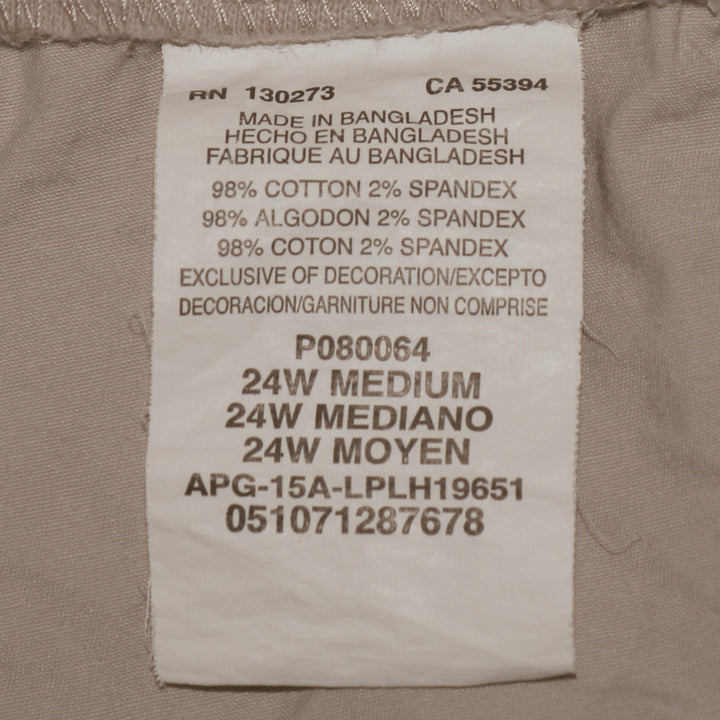 RN 130273 CA 55394
MADE IN BANGLADESH
HECHO EN BANGLADESH
FABRIQUE AU BANGLADESH
98% COTTON 2% SPANDEX
98% ALGODON 2% SPANDEX
98% COTON 2% SPANDEX
EXCLUSIVE OF DECORATION/EXCEPTO
DECORACION/GARNITURE NON COMPRISE
P080064
24W MEDIUM
24W MEDIANO
24W MOYEN
APG-15A-LPLH19651
051071287678